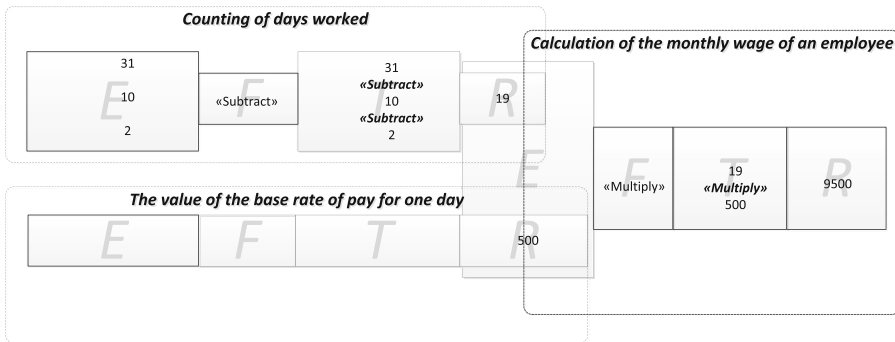 Counting of days worked
31
10
2
E
«Subtract»
F
31
«Subtract»
10
«Subtract»
2
T
19
R
Calculation of the monthly wage of an employee
E
«Multiply»
F
19
«Multiply»
500
T
9500
R
The value of the base rate of pay for one day
E
F
T
500
R